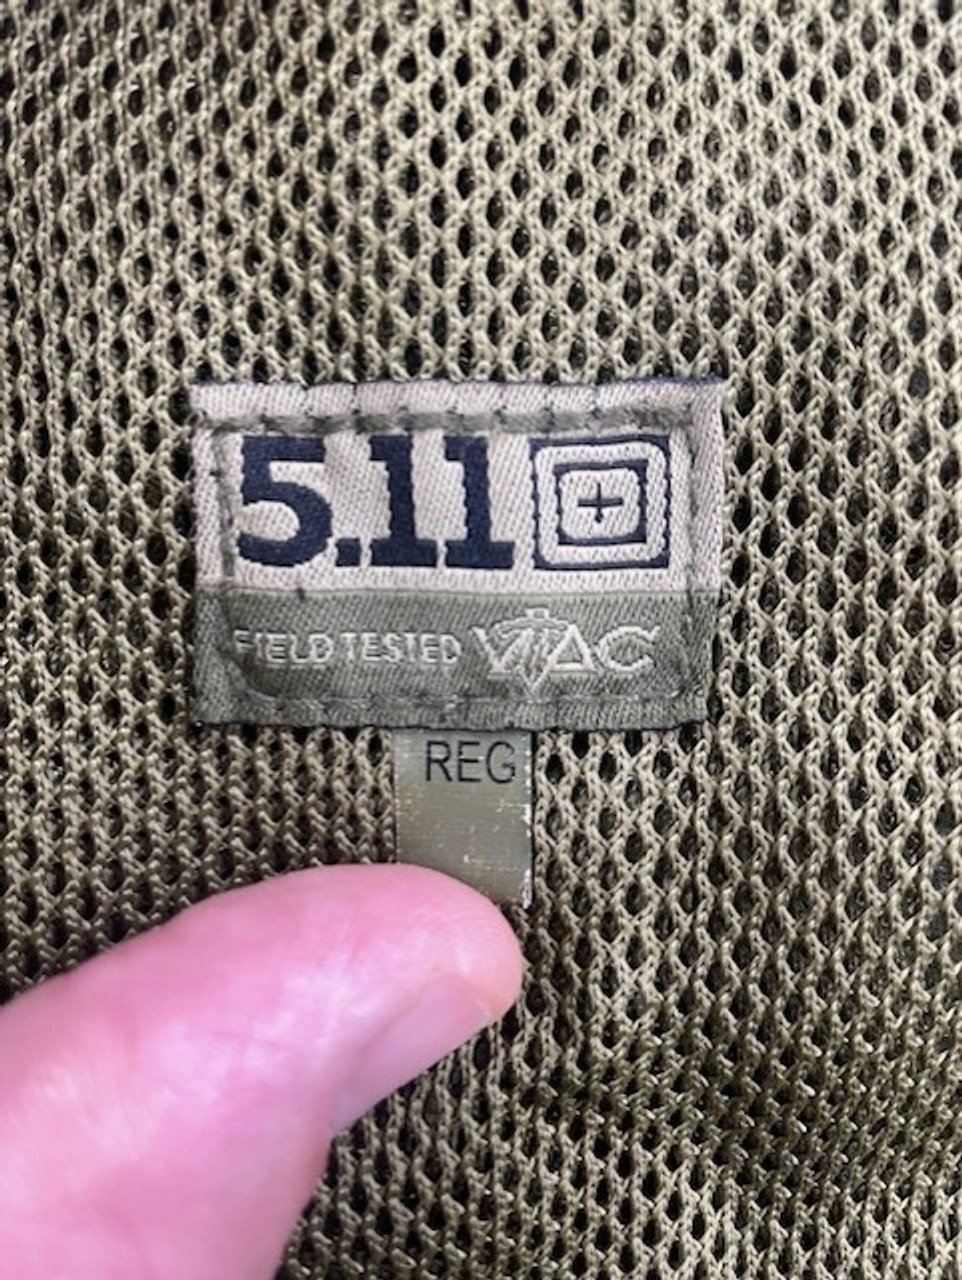 5.11
FIELD TESTED VTAC
REG